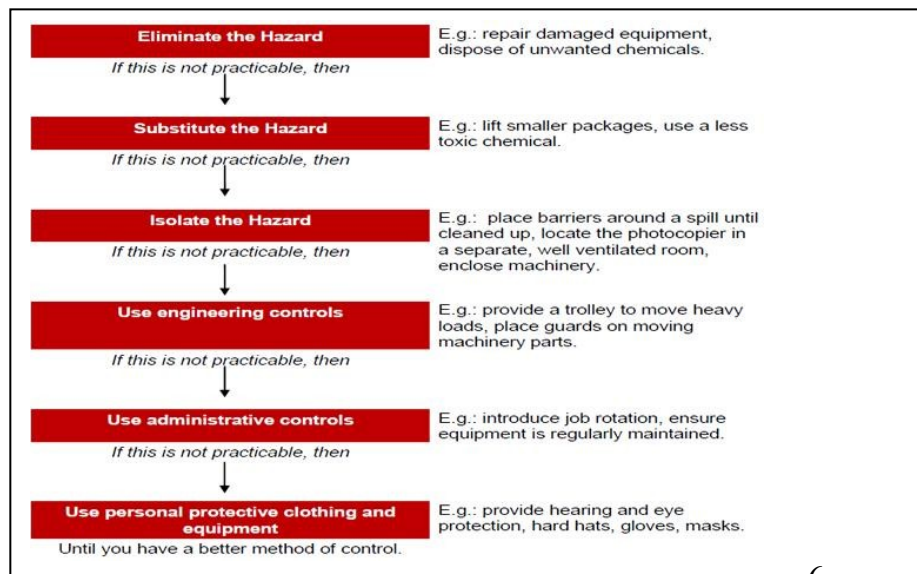 Eliminate the Hazard
E.g.: repair damaged equipment,
dispose of unwanted chemicals.
If this is not practicable, then
Substitute the Hazard
E.g.: lift smaller packages, use a less
toxic chemical.
If this is not practicable, then
Isolate the Hazard
E.g.: place barriers around a spill until
cleaned up, locate the photocopier in
a separate, well ventilated room,
enclose machinery.
If this is not practicable, then
Use engineering controls
E.g.: provide a trolley to move heavy
loads, place guards on moving
machinery parts.
If this is not practicable, then
Use administrative controls
E.g.: introduce job rotation, ensure
equipment is regularly maintained.
If this is not practicable, then
Use personal protective clothing and
equipment
E.g.: provide hearing and eye
protection, hard hats, gloves, masks.
Until you have a better method of control.